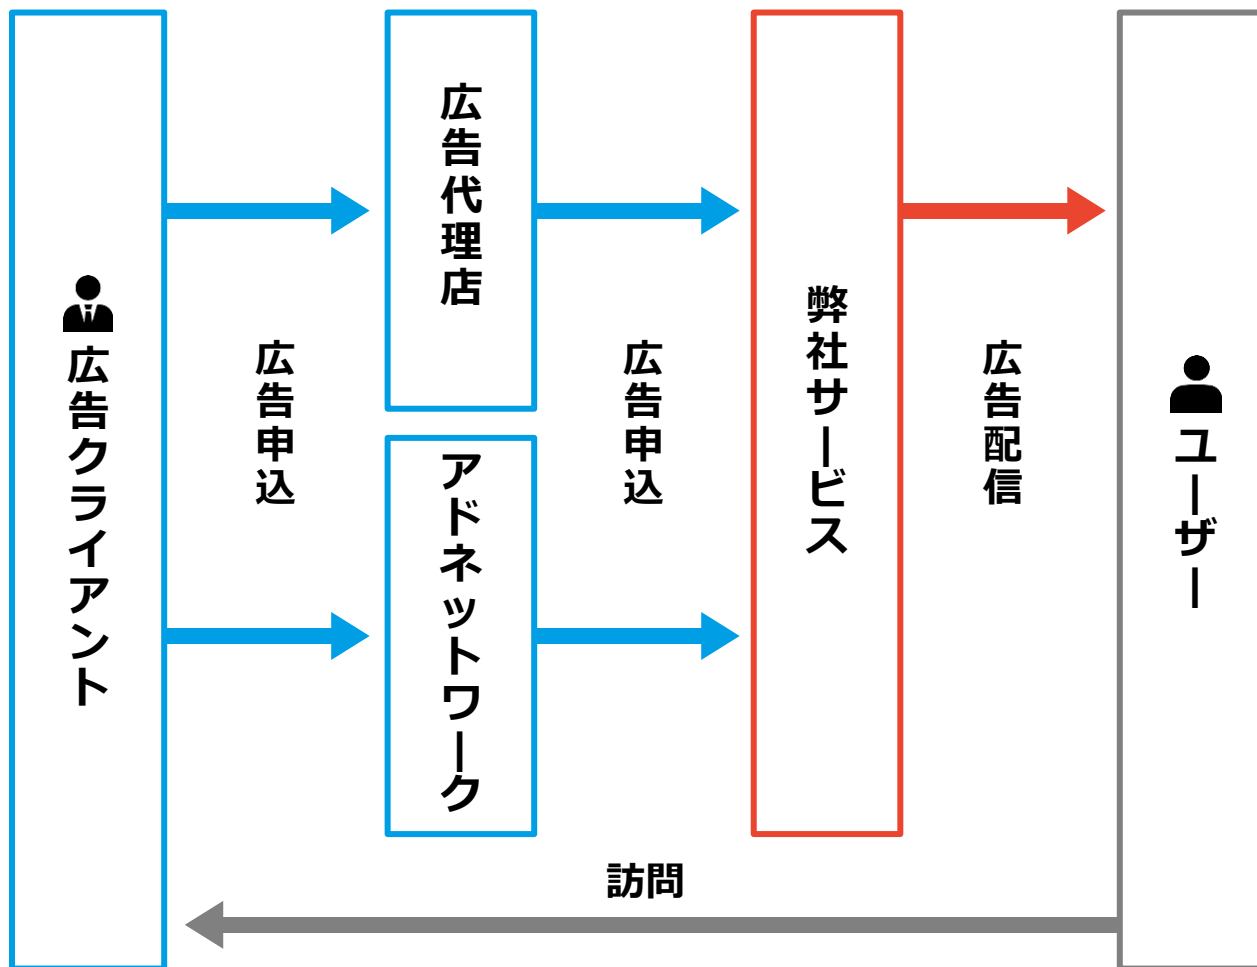 広告クライアント
広告申込
広告代理店
アドネットワーク
広告申込
弊社サービス
広告配信
ユーザー
訪問